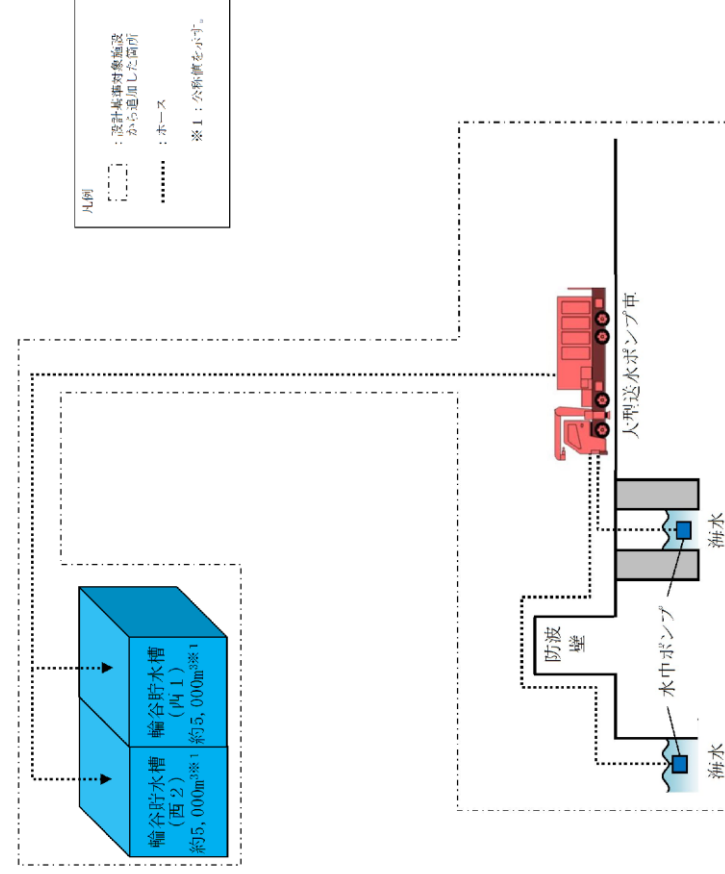 凡例
：設計基準対象施設
から追加した箇所
：ホース
※１：公称値を示す。
輪谷貯水槽
（西２）
約5,000m³※１
輪谷貯水槽
（西１）
約5,000m³※１
大型送水ポンプ車
防波
壁
水中ポンプ
海水
海水